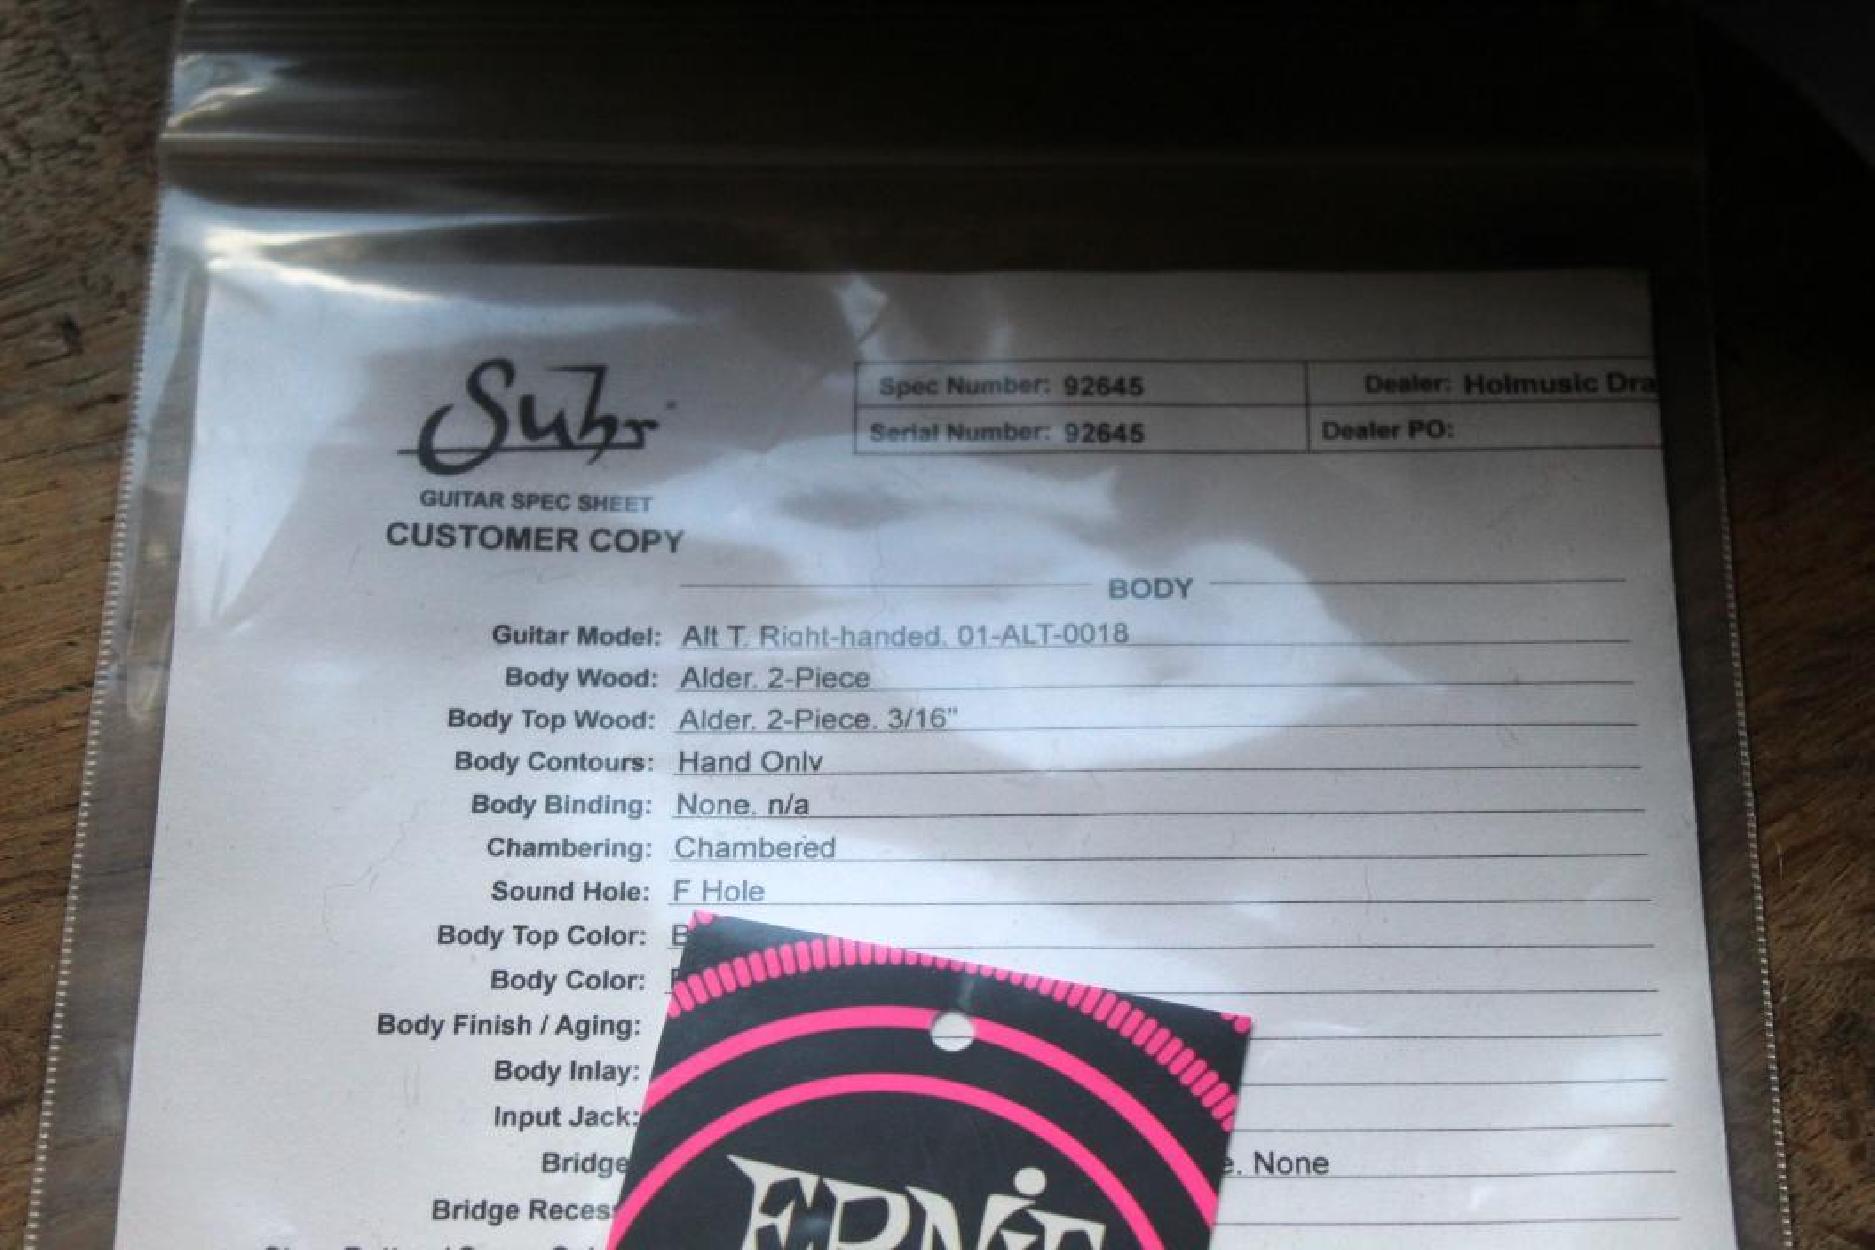 Suhr
GUITAR SPEC SHEET
CUSTOMER COPY
Spec Number: 92645
Dealer: Holmusic Dra
Serial Number: 92645
Dealer PO:
BODY
Guitar Model: Alt T. Right-handed. 01-ALT-0018
Body Wood: Alder. 2-Piece
Body Top Wood: Alder. 2-Piece. 3/16"
Body Contours: Hand Only
Body Binding: None. n/a
Chambering: Chambered
Sound Hole: F Hole
Body Top Color:
Body Color:
Body Finish / Aging:
Body Inlay:
Input Jack:
Bridge e. None
Bridge Recess
ERNiE